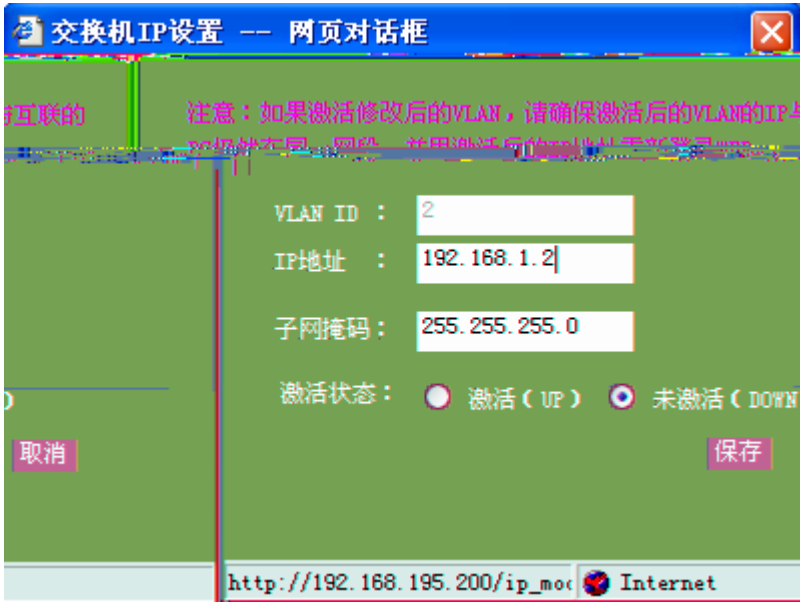 交换机IP设置 -- 网页对话框
互联的
注意：如果激活修改后的VLAN，请确保激活后的VLAN的IP与
VLAN ID ： 2
IP地址 ： 192.168.1.2
子网掩码： 255.255.255.0
激活状态： 激活（UP） 未激活（DOWN
)
取消 保存
http://192.168.195.200/ip_mo Internet